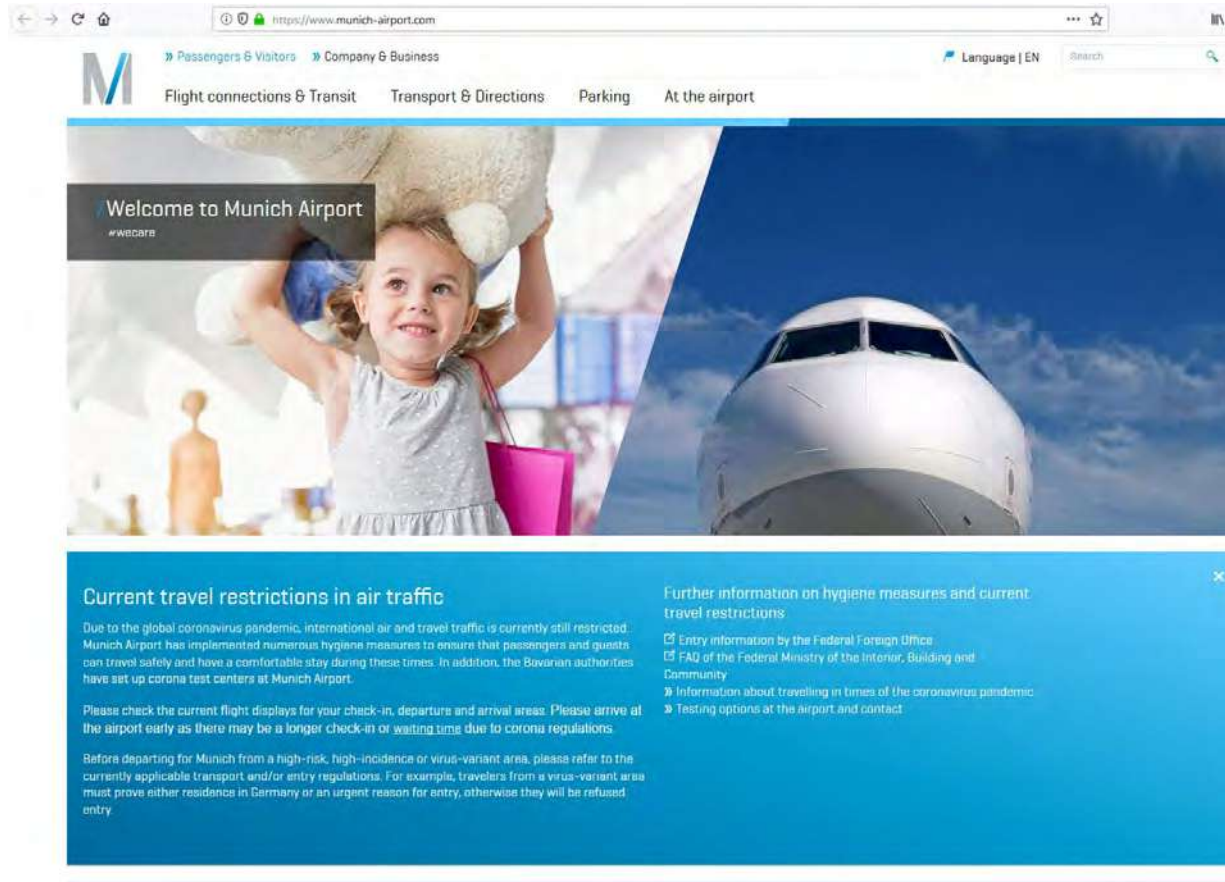 https://www.munich-airport.com
» Passengers & Visitors » Company & Business
Language | EN
Search
Flight connections & Transit Transport & Directions Parking At the airport
/Welcome to Munich Airport
#wecare
Current travel restrictions in air traffic
Due to the global coronavirus pandemic, international air and travel traffic is currently still restricted.
Munich Airport has implemented numerous hygiene measures to ensure that passengers and guests
can travel safely and have a comfortable stay during these times. In addition, the Bavarian authorities
have set up corona test centers at Munich Airport.
Please check the current flight displays for your check-in, departure and arrival areas. Please arrive at
the airport early as there may be a longer check-in or waiting time due to corona regulations.
Before departing for Munich from a high-risk, high-incidence or virus-variant area, please refer to the
currently applicable transport and/or entry regulations. For example, travelers from a virus-variant area
must prove either residence in Germany or an urgent reason for entry, otherwise they will be refused
entry.
Further information on hygiene measures and current
travel restrictions
Entry information by the Federal Foreign Office
FAQ of the Federal Ministry of the Interior, Building and
Community
» Information about travelling in times of the coronavirus pandemic
» Testing options at the airport and contact